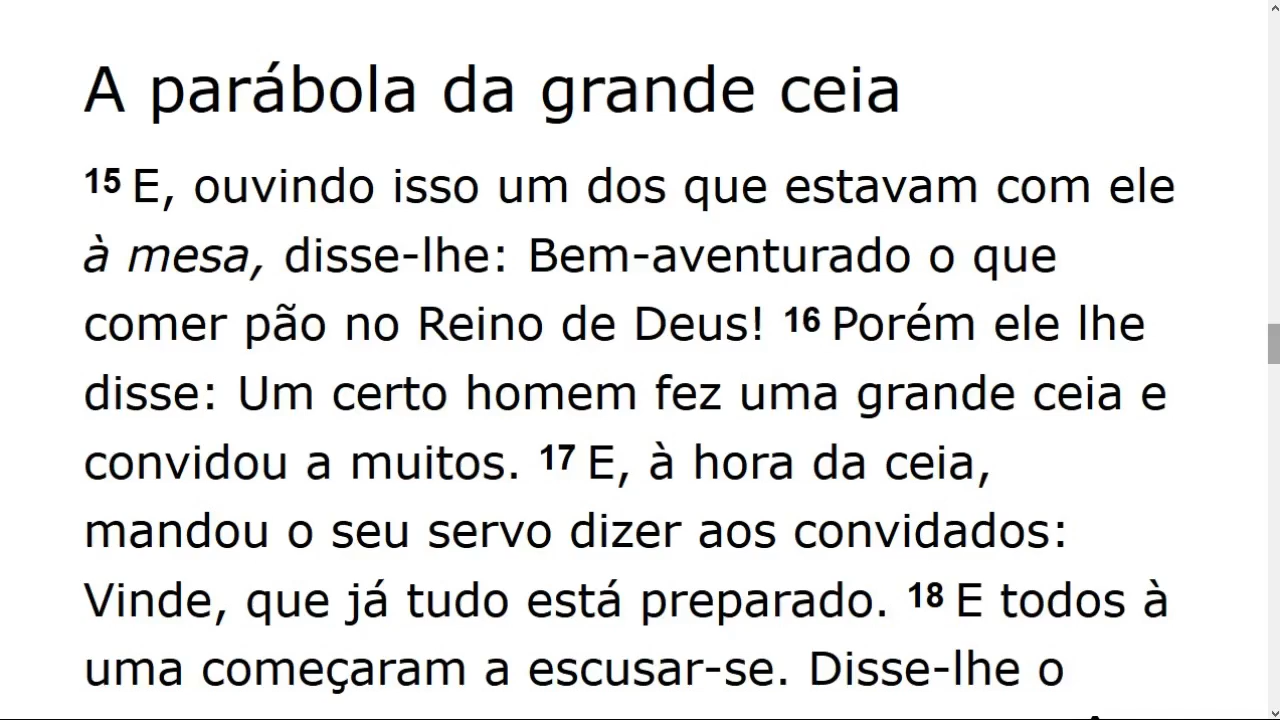 A parábola da grande ceia
15 E, ouvindo isso um dos que estavam com ele
à mesa, disse-lhe: Bem-aventurado o que
comer pão no Reino de Deus! 16 Porém ele lhe
disse: Um certo homem fez uma grande ceia e
convidou a muitos. 17 E, à hora da ceia,
mandou o seu servo dizer aos convidados:
Vinde, que já tudo está preparado. 18 E todos à
uma começaram a escusar-se. Disse-lhe o